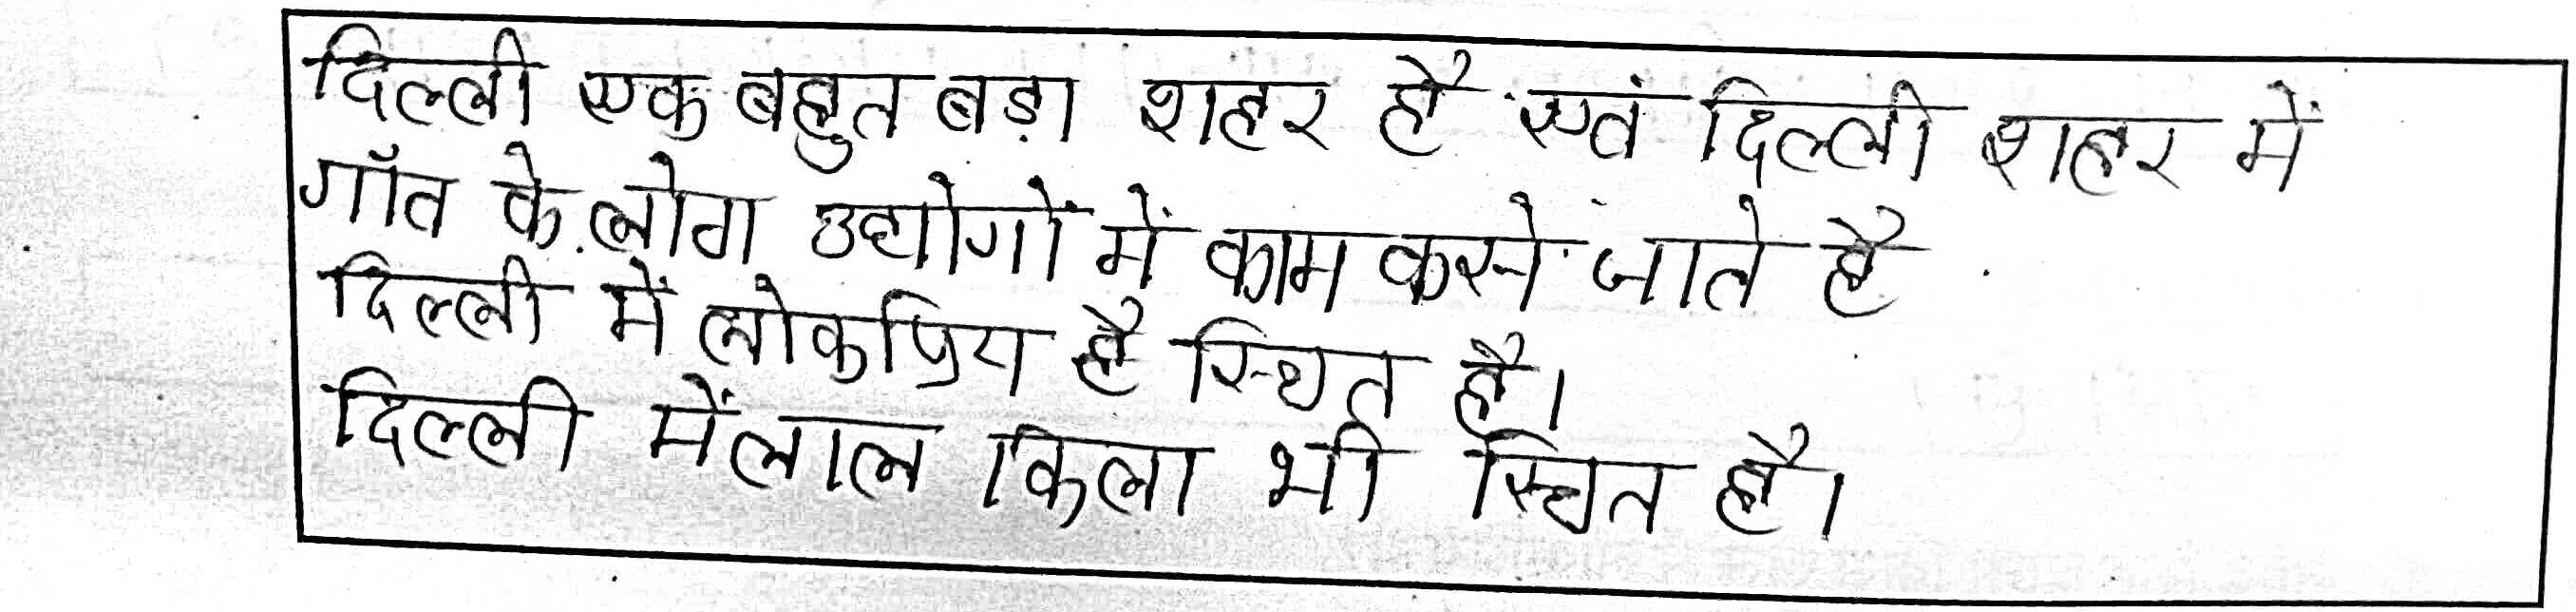 दिल्ली एक बहुत बड़ा शहर है एवं दिल्ली शहर में
गाँव के लोग उद्योगों में काम करने जाते है
दिल्ली में लोकप्रिय है स्थित है।
दिल्ली में लाल किला भी स्थित है।